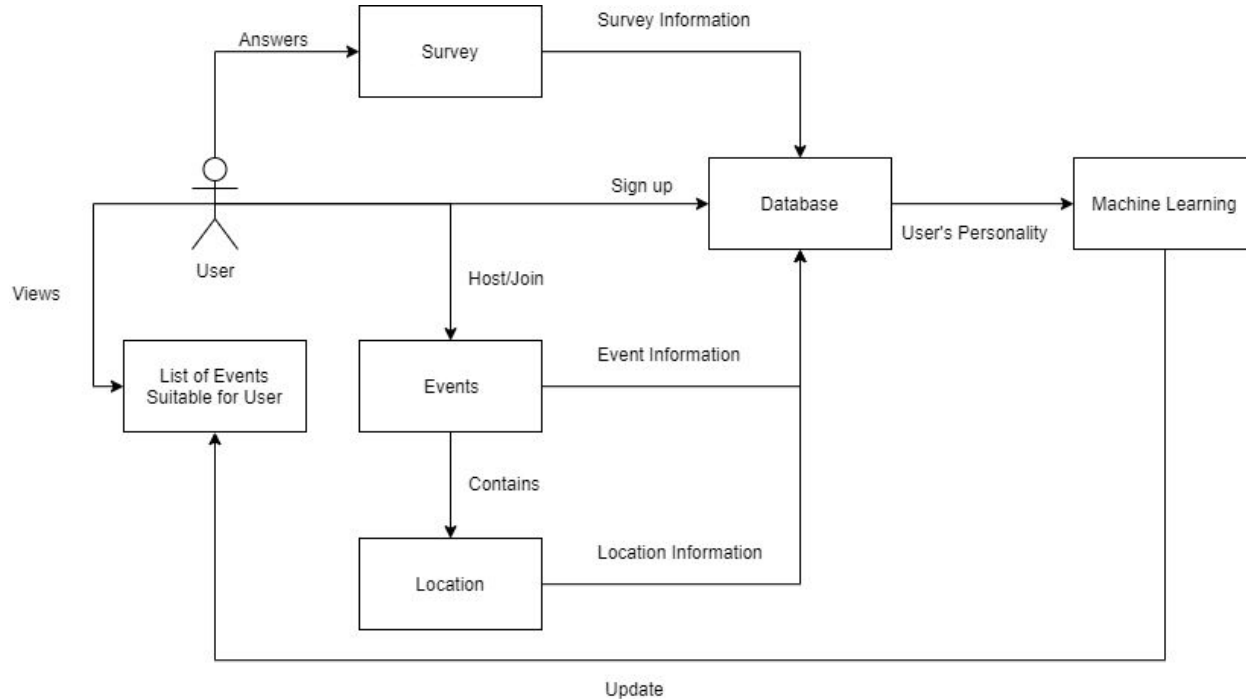 Survey Information
Answers
Survey
Sign up
Database
Machine Learning
User's Personality
User
Host/Join
Views
List of Events
Suitable for User
Events
Event Information
Contains
Location
Location Information
Update